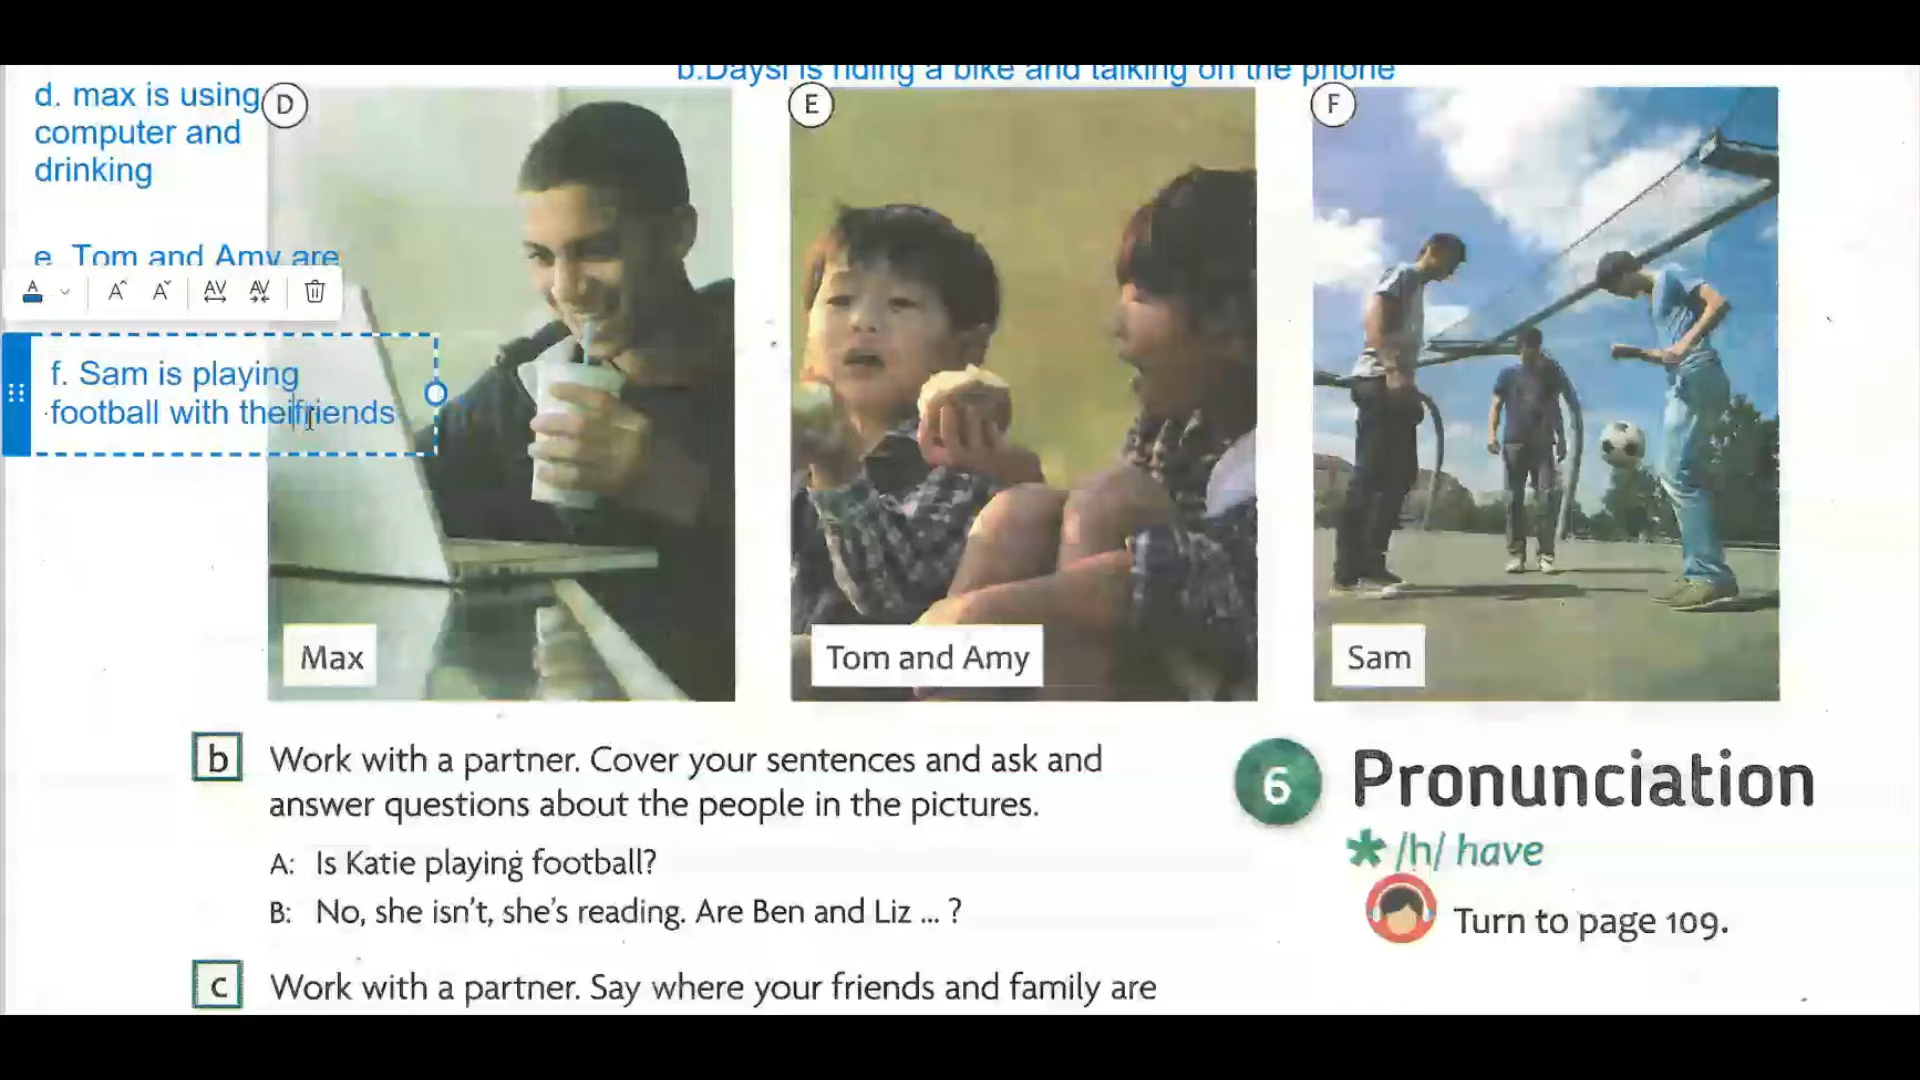 b.Daysi is riding a bike and talking on the phone
d. max is using
computer and
drinking
D
E
F
e. Tom and Amy are
f. Sam is playing
football with theifriends
Max
Tom and Amy
Sam
b Work with a partner. Cover your sentences and ask and
answer questions about the people in the pictures.
A: Is Katie playing football?
B: No, she isn't, she's reading. Are Ben and Liz ... ?
c Work with a partner. Say where your friends and family are
6 Pronunciation
* /h/ have
Turn to page 109.